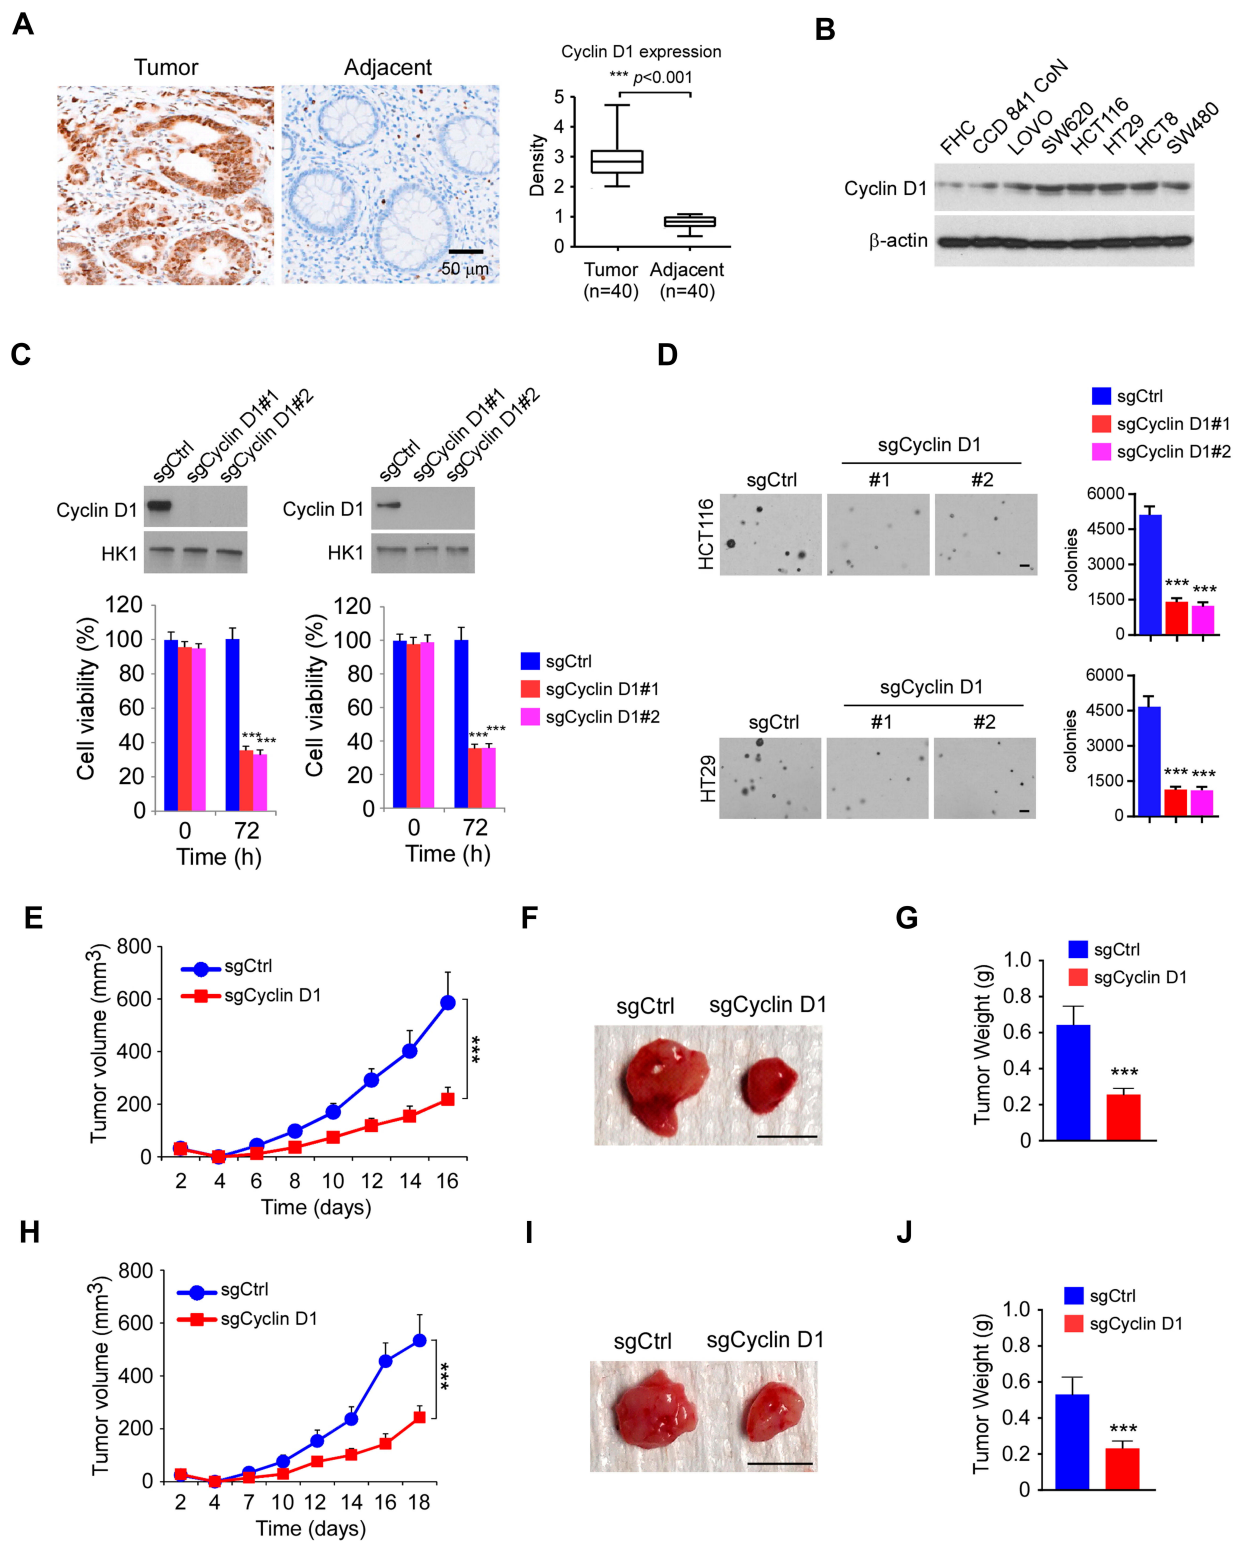 A
Tumor
Adjacent
50 μm
Cyclin D1 expression
*** p<0.001
Density
5
4
3
2
1
0
Tumor
(n=40)
Adjacent
(n=40)
B
FHC
CCD 841 CoN
LOVO
SW620
HCT116
HT29
HCT8
SW480
Cyclin D1
β-actin
C
sgCtrl
sgCyclin D1#1
sgCyclin D1#2
Cyclin D1
HK1
Cell viability (%)
120
100
80
60
40
20
0
***
***
0
72
Time (h)
sgCtrl
sgCyclin D1#1
sgCyclin D1#2
Cyclin D1
HK1
Cell viability (%)
120
100
80
60
40
20
0
***
***
0
72
Time (h)
sgCtrl
sgCyclin D1#1
sgCyclin D1#2
D
sgCtrl
sgCyclin D1#1
sgCyclin D1#2
sgCyclin D1
sgCtrl
#1
#2
HCT116
colonies
6000
4500
3000
1500
0
***
***
sgCyclin D1
sgCtrl
#1
#2
HT29
colonies
6000
4500
3000
1500
0
***
***
E
Tumor volume (mm3)
800
600
400
200
0
sgCtrl
sgCyclin D1
***
2 4 6 8 10 12 14 16
Time (days)
F
sgCtrl
sgCyclin D1
G
sgCtrl
sgCyclin D1
Tumor Weight (g)
1.0
0.8
0.6
0.4
0.2
0
***
H
Tumor volume (mm3)
800
600
400
200
0
sgCtrl
sgCyclin D1
***
2 4 7 10 12 14 16 18
Time (days)
I
sgCtrl
sgCyclin D1
J
sgCtrl
sgCyclin D1
Tumor Weight (g)
1.0
0.8
0.6
0.4
0.2
0
***